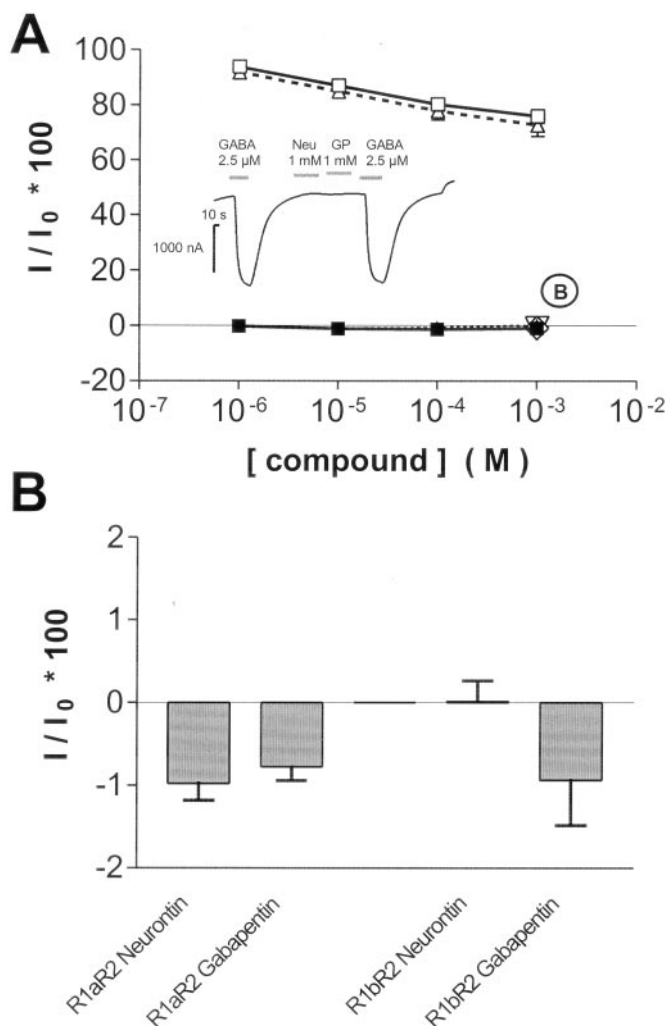 A
100
80
60
40
20
0
-20
I / I0 * 100
GABA Neu GP GABA
2.5 µM 1 mM 1 mM 2.5 µM
10 s
1000 nA
B
10-7 10-6 10-5 10-4 10-3 10-2
[ compound ] ( M )
B
2
1
0
-1
-2
I / I0 * 100
R1aR2 Neurontin
R1aR2 Gabapentin
R1bR2 Neurontin
R1bR2 Gabapentin